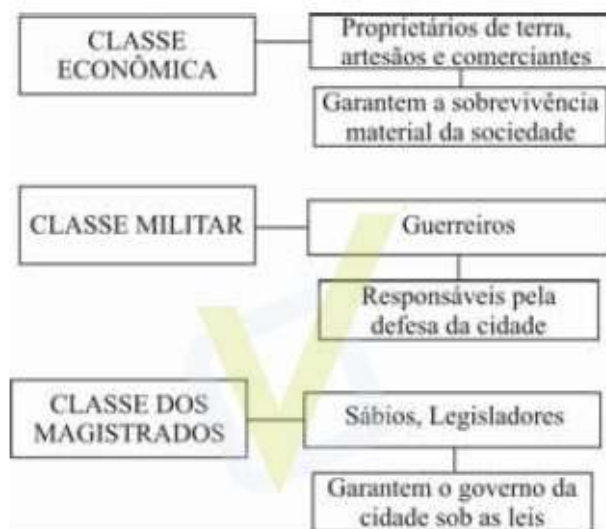 CLASSE
ECONÔMICA
Proprietários de terra,
artesãos e comerciantes
Garantem a sobrevivência
material da sociedade
CLASSE MILITAR
Guerreiros
Responsáveis pela
defesa da cidade
CLASSE DOS
MAGISTRADOS
Sábios, Legisladores
Garantem o governo da
cidade sob as leis